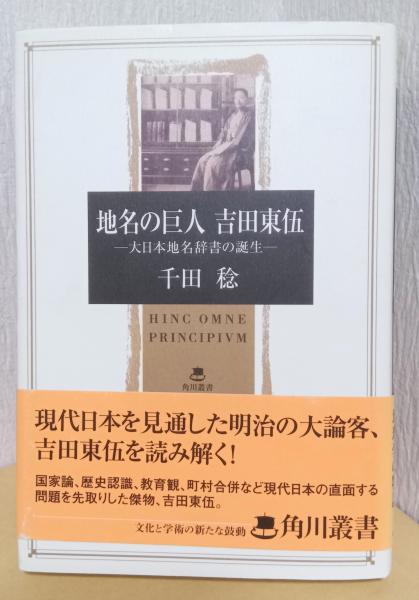 地名の巨人 吉田東伍
―大日本地名辞書の誕生―
千田 稔
HINC OMNE
PRINCIPIVM
角川叢書
現代日本を見通した明治の大論客、
吉田東伍を読み解く!
国家論、歴史認識、教育観、町村合併など現代日本の直面する
問題を先取りした傑物、吉田東伍。
文化と学術の新たな鼓動 角川叢書